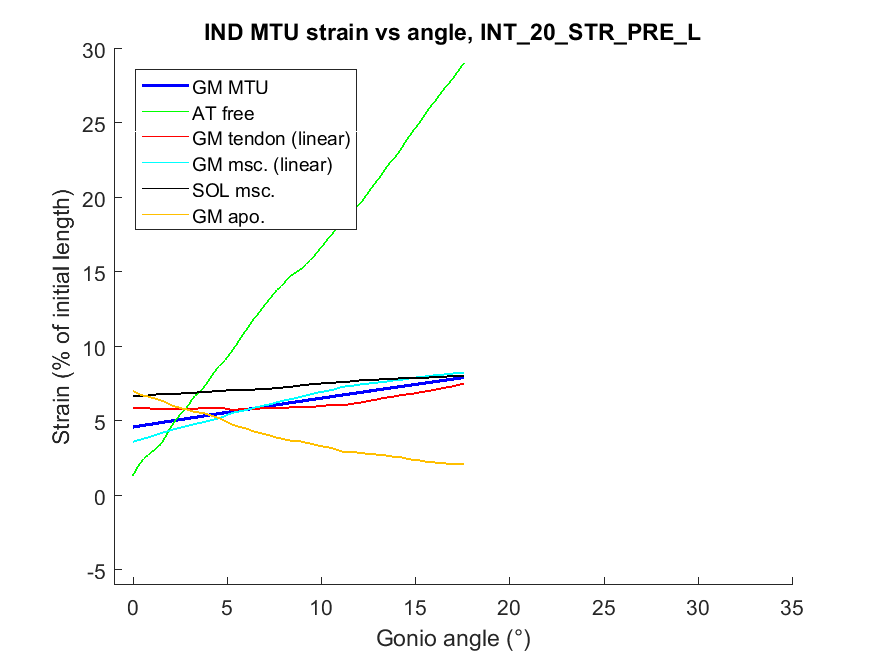 IND MTU strain vs angle, INT_20_STR_PRE_L
Strain (% of initial length)
30
25
20
15
10
5
0
-5
GM MTU
AT free
GM tendon (linear)
GM msc. (linear)
SOL msc.
GM apo.
0 5 10 15 20 25 30 35
Gonio angle (°)